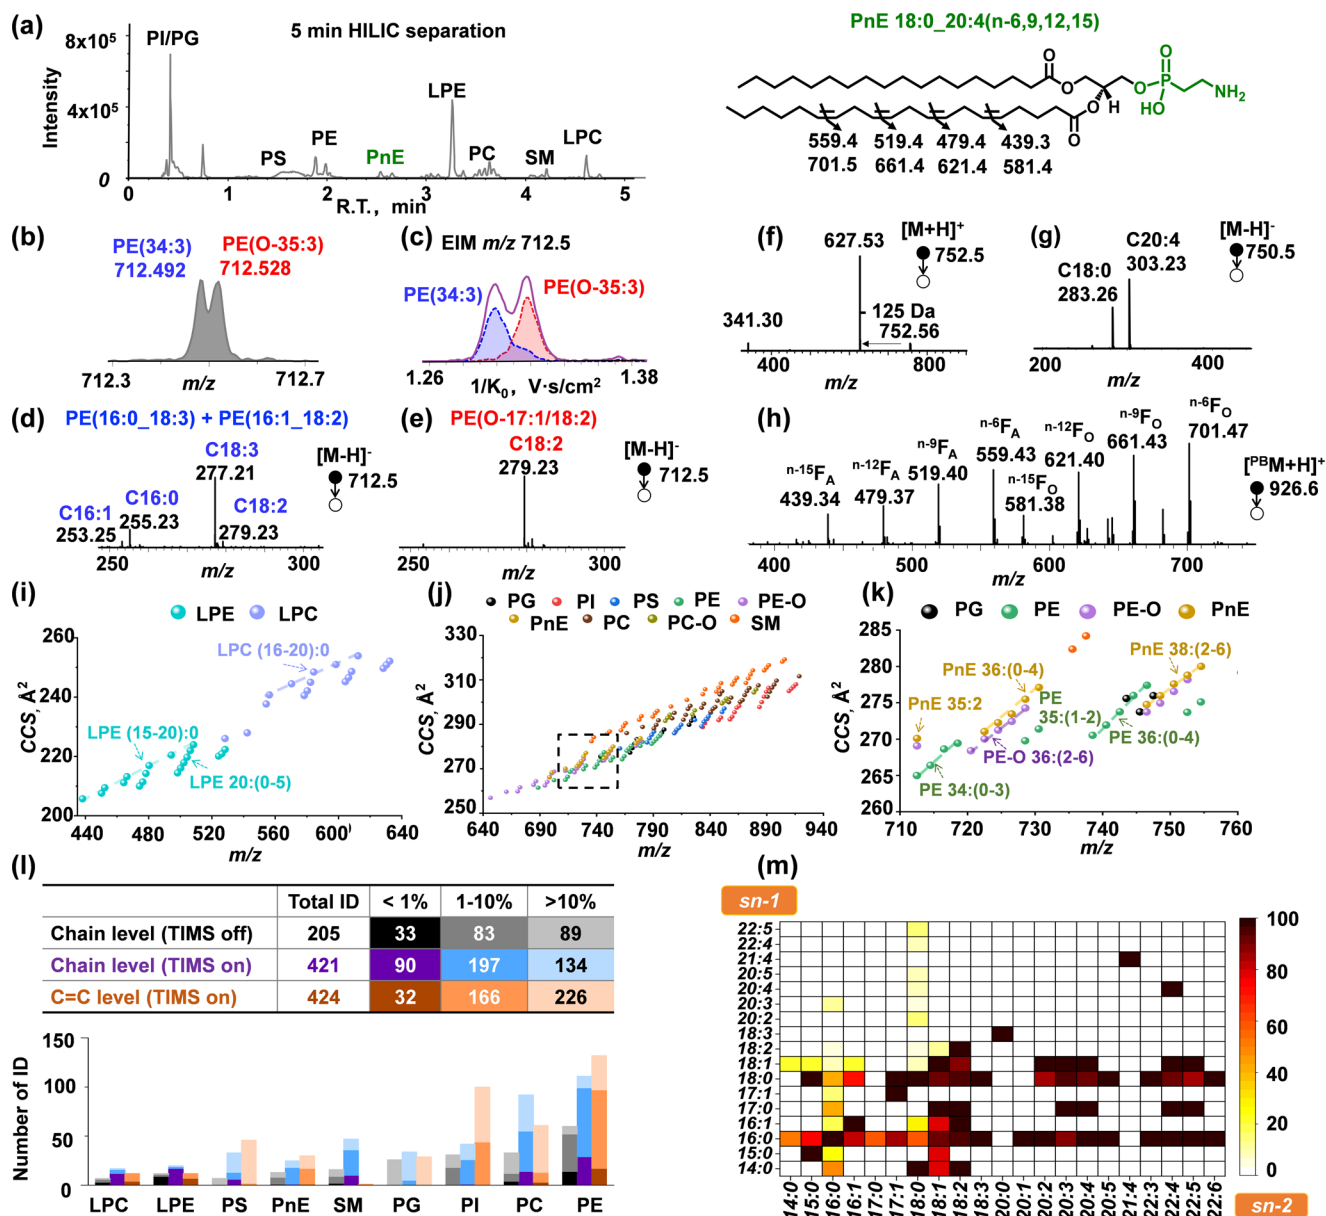 (a)
5 min HILIC separation
8x10⁵
4x10⁵
0
Intensity
PI/PG
PS
PE
PnE
LPE
PC
SM
LPC
0 1 2 3 4 5
R.T., min
PnE 18:0_20:4(n-6,9,12,15)
O
O
O
O
O
P
O
HO
NH₂
H
559.4 519.4 479.4 439.3
701.5 661.4 621.4 581.4
(b)
PE(34:3)
712.492
PE(O-35:3)
712.528
712.3 712.7
m/z
(c) EIM m/z 712.5
PE(34:3)
PE(O-35:3)
1.26 1.38
1/K₀, V·s/cm²
(d)
PE(16:0_18:3) + PE(16:1_18:2)
C18:3
277.21
C16:0
255.23
C16:1
253.25
C18:2
279.23
[M-H]⁻
712.5
260 300
m/z
(e)
PE(O-17:1/18:2)
C18:2
279.23
[M-H]⁻
712.5
260 300
m/z
(f)
627.53
[M+H]⁺
752.5
341.30
- 125 Da
752.56
400 800
m/z
(g)
C20:4
303.23
C18:0
283.26
[M-H]⁻
750.5
200 400
m/z
(h)
n-15F_A
439.34
n-12F_A
479.37
n-9F_A
519.40
n-6F_A
559.43
n-15F_O
581.38
n-12F_O
621.40
n-9F_O
661.43
n-6F_O
701.47
[ᴾᴮM+H]⁺
926.6
400 500 600 700
m/z
(i)
LPE LPC
260
240
220
200
CCS, Å²
LPC (16-20):0
LPE (15-20):0
LPE 20:(0-5)
440 480 520 560 600⁾ 640
m/z
(j)
PG PI PS PE PE-O
PnE PC PC-O SM
330
310
290
270
250
CCS, Å²
640 690 740 790 840 890 940
m/z
(k)
PG PE PE-O PnE
285
280
275
270
265
260
CCS, Å²
PnE 38:(2-6)
PnE 36:(0-4)
PnE 35:2
PE
35:(1-2)
PE 36:(0-4)
PE-O 36:(2-6)
PE 34:(0-3)
710 720 730 740 750 760
m/z
(l)
Total ID < 1% 1-10% >10%
Chain level (TIMS off) 205 33 83 89
Chain level (TIMS on) 421 90 197 134
C=C level (TIMS on) 424 32 166 226
150
100
50
0
Number of ID
LPC LPE PS PnE SM PG PI PC PE
(m)
sn-1
22:5
22:4
21:4
20:5
20:4
20:3
20:2
18:3
18:2
18:1
18:0
17:1
17:0
16:1
16:0
15:0
14:0
14:0 15:0 16:0 16:1 17:0 17:1 18:0 18:1 18:2 18:3 20:0 20:1 20:2 20:3 20:4 20:5 21:4 22:3 22:4 22:5 22:6
sn-2
100
80
60
40
20
0